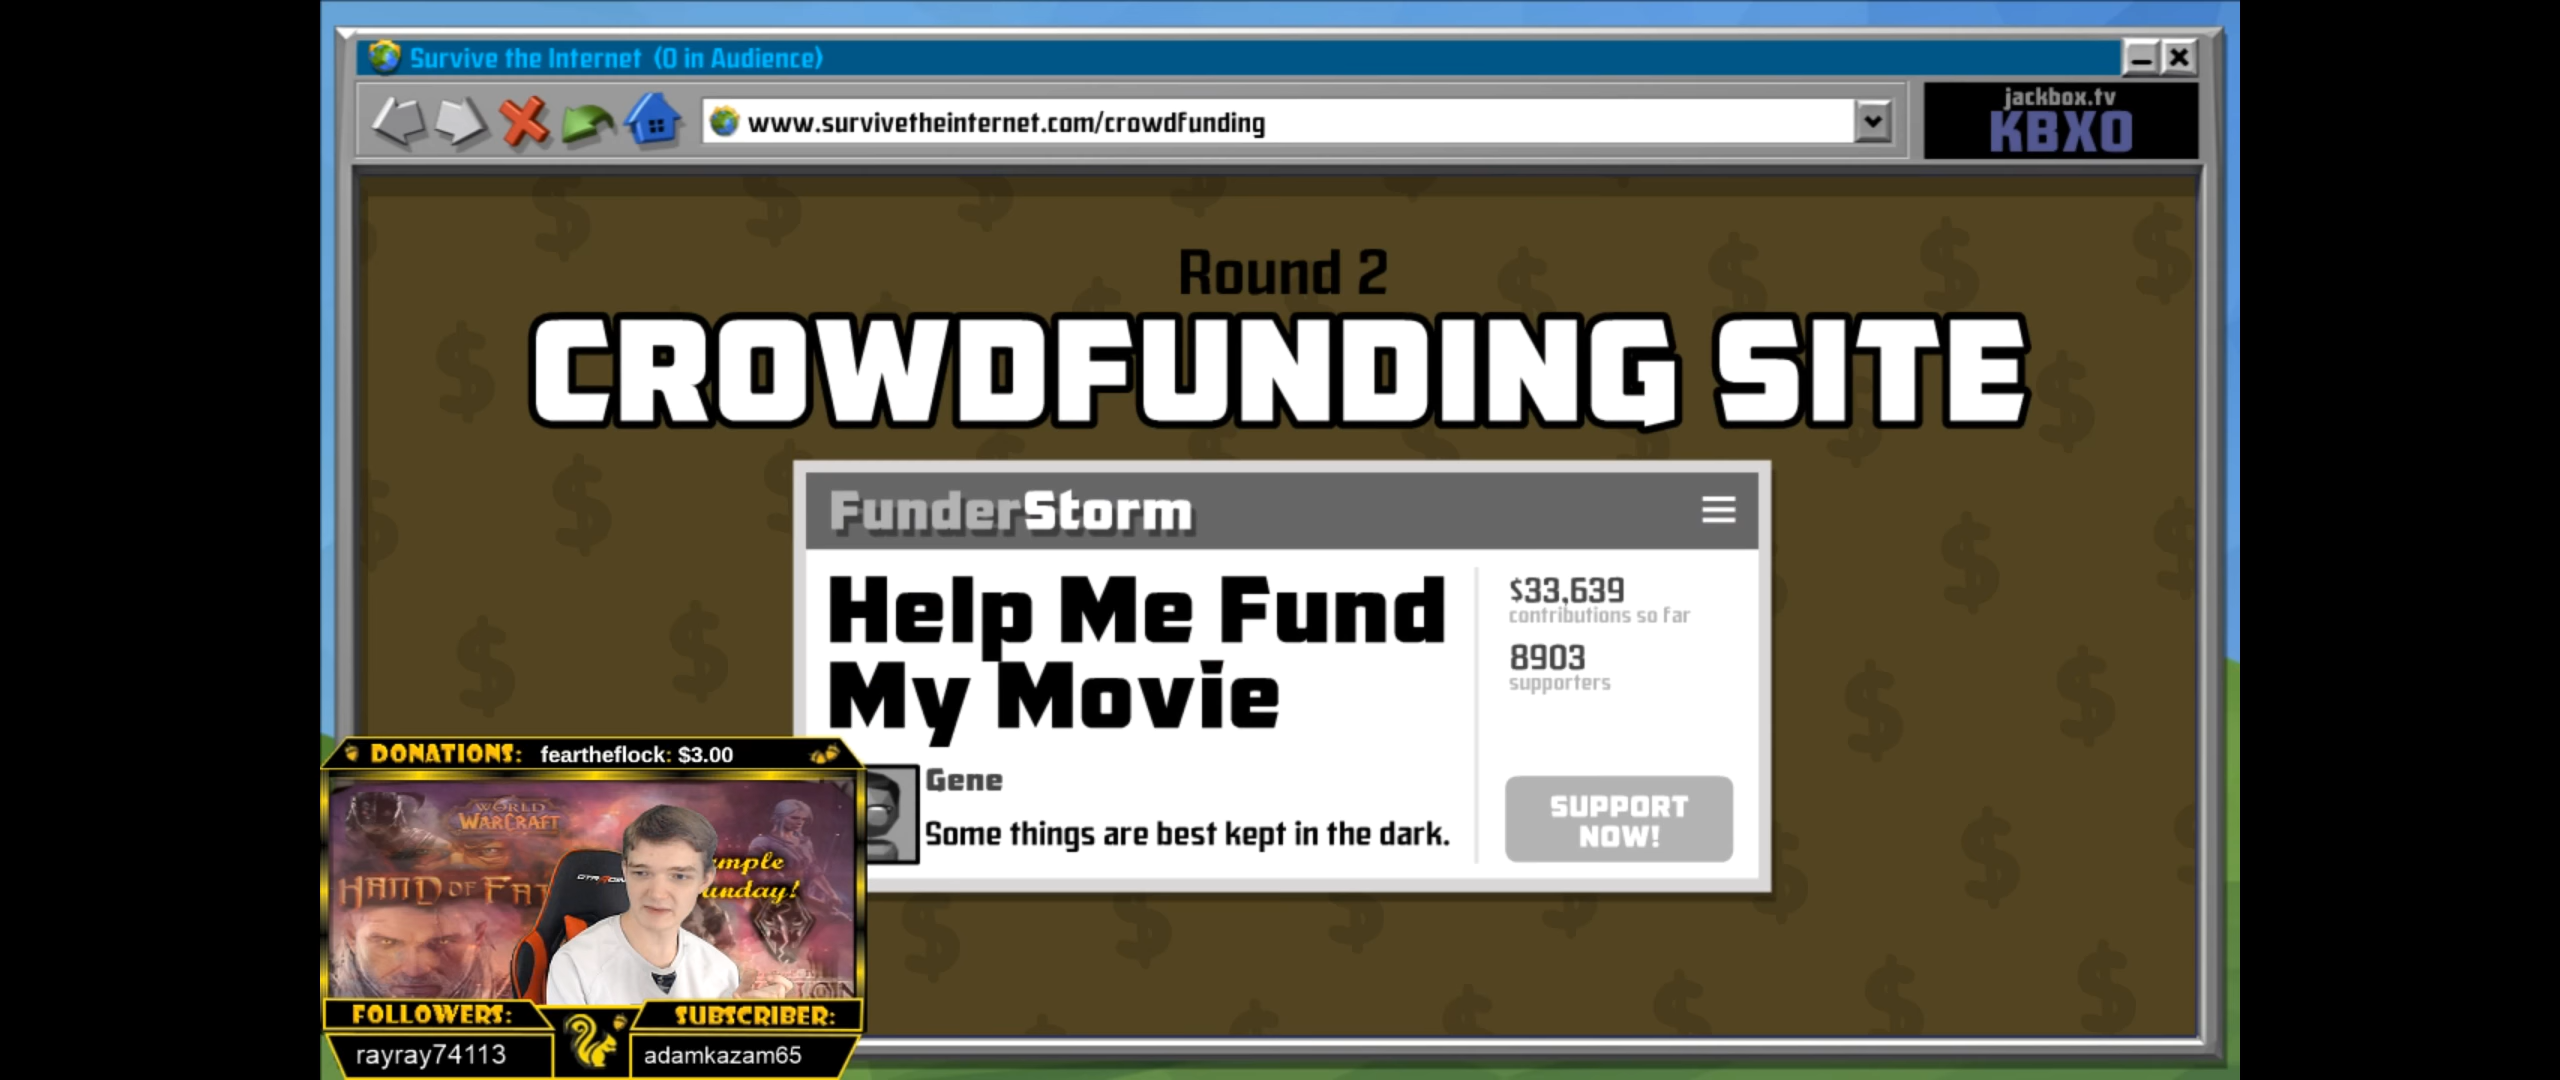 Survive the Internet (0 in Audience)
www.survivetheinternet.com/crowdfunding
jackbox.tv
KBXO
Round 2
CROWDFUNDING SITE
FunderStorm
Help Me Fund
My Movie
$33,639
contributions so far
8903
supporters
Gene
Some things are best kept in the dark.
SUPPORT
NOW!
DONATIONS: feartheflock: $3.00
WORLD
WARCRAFT
HAND OF
FOLLOWERS:
SUBSCRIBER:
rayray74113
adamkazam65